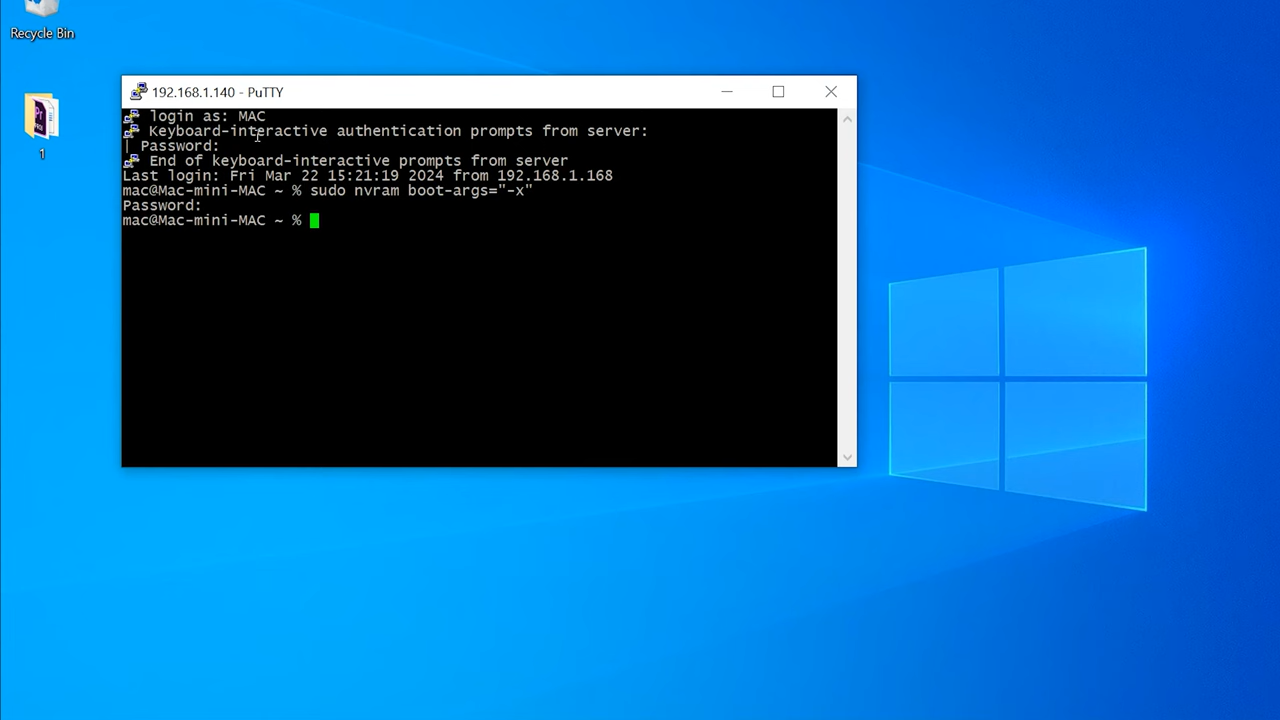 Recycle Bin
1
192.168.1.140 - PuTTY
login as: MAC
Keyboard-interactive authentication prompts from server:
| Password:
End of keyboard-interactive prompts from server
Last login: Fri Mar 22 15:21:19 2024 from 192.168.1.168
mac@Mac-mini-MAC ~ % sudo nvram boot-args="-x"
Password:
mac@Mac-mini-MAC ~ %